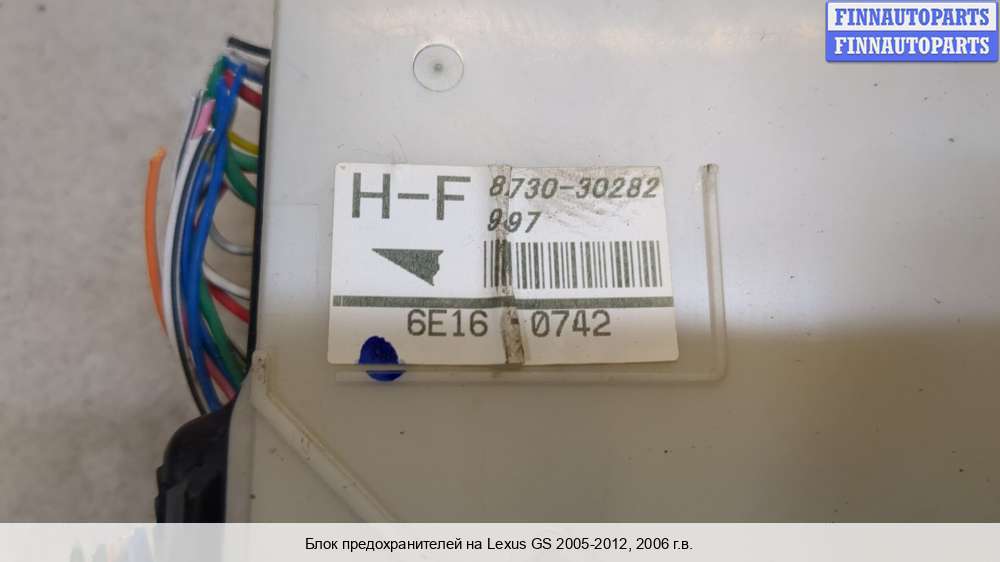 FINNAUTOPARTS
FINNAUTOPARTS
H-F
8730-30282
997
6E16 0742
Блок предохранителей на Lexus GS 2005-2012, 2006 г.в.